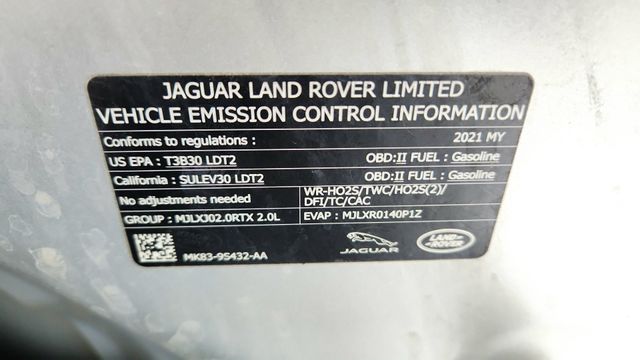 JAGUAR LAND ROVER LIMITED
VEHICLE EMISSION CONTROL INFORMATION
Conforms to regulations : 2021 MY
US EPA : T3B30 LDT2 OBD:II FUEL : Gasoline
California : SULEV30 LDT2 OBD:II FUEL : Gasoline
No adjustments needed WR-HO2S/TWC/HO2S(2)/
DFI/TC/CAC
GROUP : MJLXJ02.0RTX 2.0L EVAP : MJLXR0140P1Z
MK83-9S432-AA
JAGUAR
LAND-
ROVER